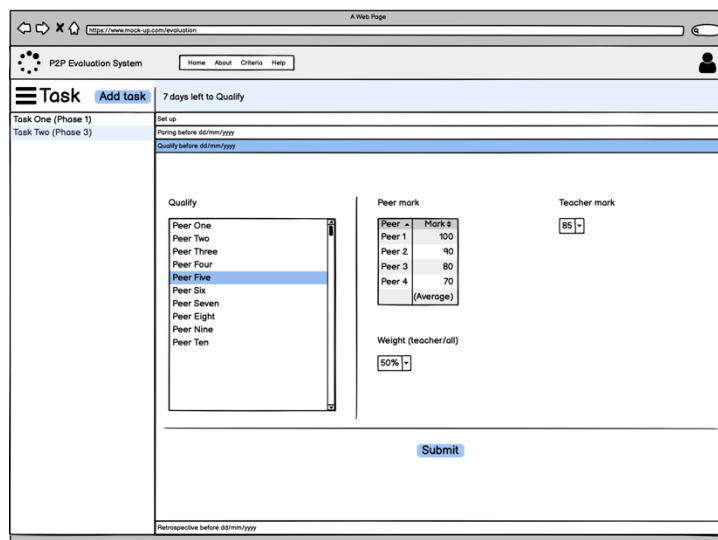 A Web Page
https://www.mock-up.com/evaluation
P2P Evaluation System
Home About Criteria Help
Task
Add task
7 days left to Qualify
Task One (Phase 1)
Task Two (Phase 3)
Set up
Paring before dd/mm/yyyy
Qualify before dd/mm/yyyy
Qualify
Peer One
Peer Two
Peer Three
Peer Four
Peer Five
Peer Six
Peer Seven
Peer Eight
Peer Nine
Peer Ten
Peer mark
Peer Mark
Peer 1 100
Peer 2 90
Peer 3 80
Peer 4 70
(Average)
Weight (teacher/all)
50%
Teacher mark
85
Submit
Retrospective before dd/mm/yyyy